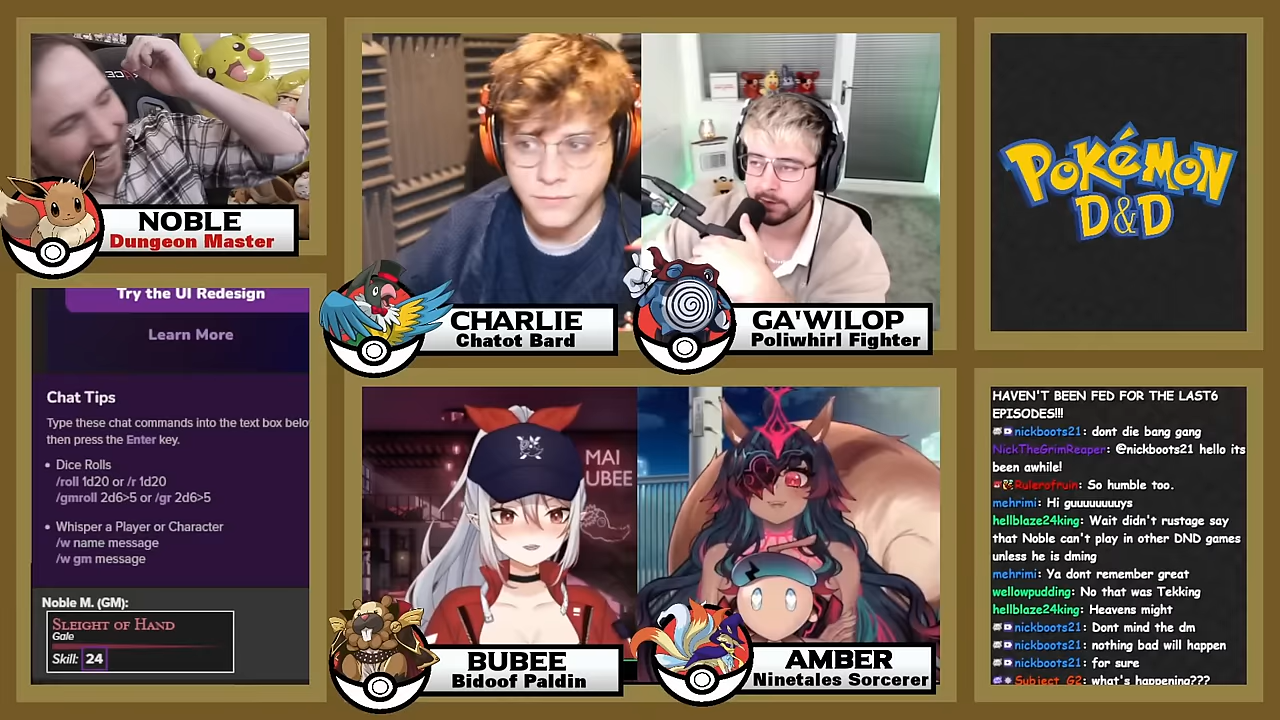 NOBLE
Dungeon Master
Try the UI Redesign
Learn More
Chat Tips
Type these chat commands into the text box belo
then press the Enter key.
Dice Rolls
/roll 1d20 or /r 1d20
/gmroll 2d6>5 or /gr 2d6>5
Whisper a Player or Character
/w name message
/w gm message
Noble M. (GM):
SLEIGHT OF HAND
Gale
Skill: 24
CHARLIE
Chatot Bard
GA'WILOP
Poliwhirl Fighter
MAI
UBEE
BUBEE
Bidoof Paldin
AMBER
Ninetales Sorcerer
POKéMON
D&D
HAVEN'T BEEN FED FOR THE LAST6
EPISODES!!!
nickboots21: dont die bang gang
NickTheGrimReaper: @nickboots21 hello its
been awhile!
Rulerofruin: So humble too.
mehrimi: Hi guuuuuuuuys
hellblaze24king: Wait didn't rustage say
that Noble can't play in other DND games
unless he is dming
mehrimi: Ya dont remember great
wellowpudding: No that was Tekking
hellblaze24king: Heavens might
nickboots21: Dont mind the dm
nickboots21: nothing bad will happen
nickboots21: for sure
Subject_G2: what's happening???